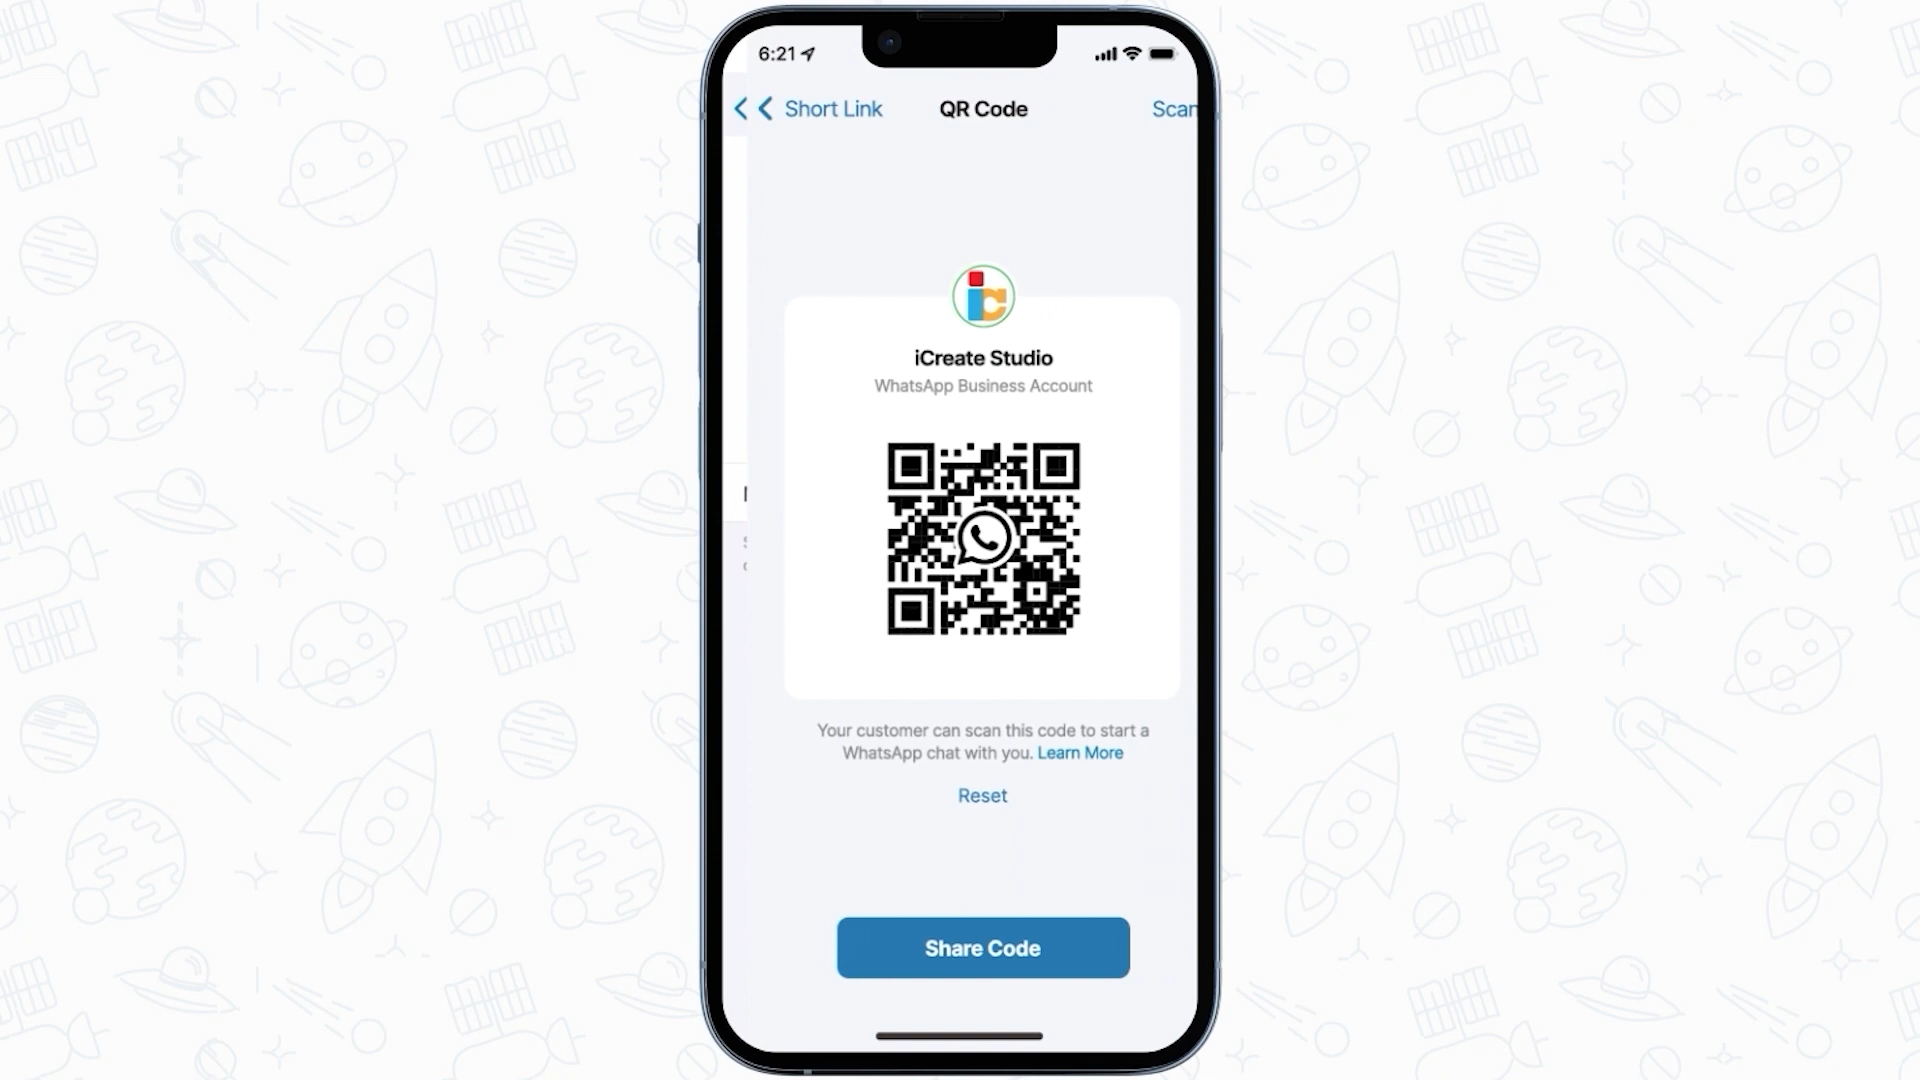 6:21
Short Link
QR Code
Scan
ic
iCreate Studio
WhatsApp Business Account
Your customer can scan this code to start a
WhatsApp chat with you. Learn More
Reset
Share Code